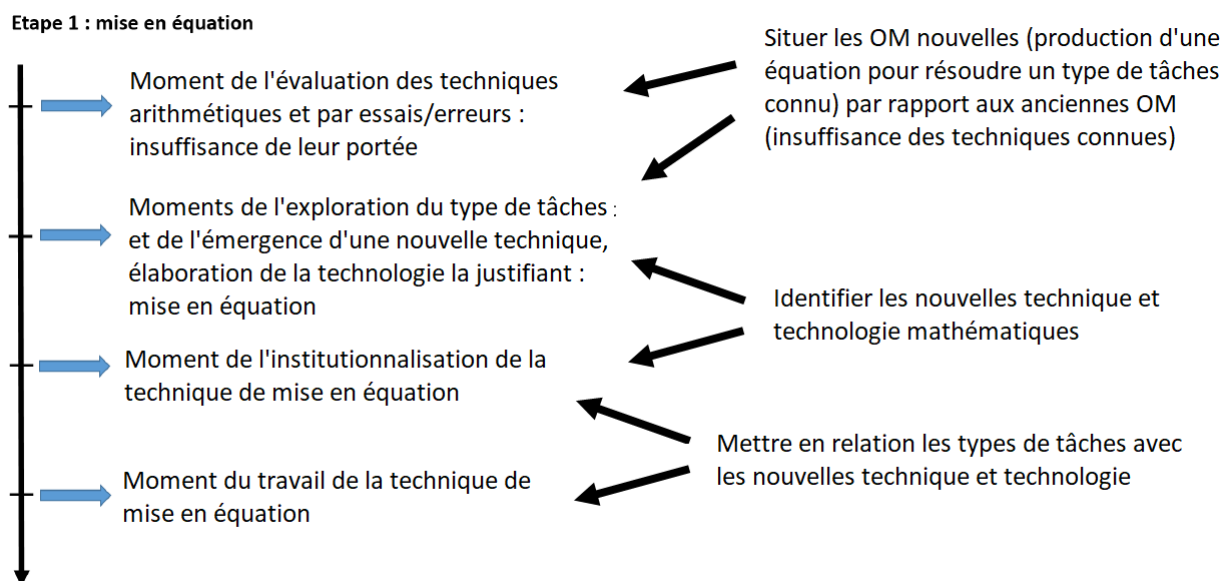 Etape 1 : mise en équation
Moment de l'évaluation des techniques
arithmétiques et par essais/erreurs :
insuffisance de leur portée
Moments de l'exploration du type de tâches :
et de l'émergence d'une nouvelle technique,
élaboration de la technologie la justifiant :
mise en équation
Moment de l'institutionnalisation de la
technique de mise en équation
Moment du travail de la technique de
mise en équation
Situer les OM nouvelles (production d'une
équation pour résoudre un type de tâches
connu) par rapport aux anciennes OM
(insuffisance des techniques connues)
Identifier les nouvelles technique et
technologie mathématiques
Mettre en relation les types de tâches avec
les nouvelles technique et technologie